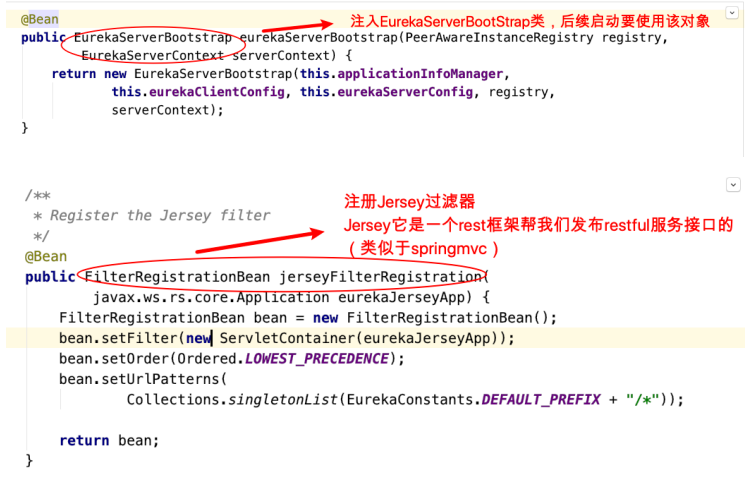 @Bean
注入EurekaServerBootStrap类，后续启动要使用该对象
public EurekaServerBootstrap eurekaServerBootstrap(PeerAwareInstanceRegistry registry,
        EurekaServerContext serverContext) {
    return new EurekaServerBootstrap(this.applicationInfoManager,
            this.eurekaClientConfig, this.eurekaServerConfig, registry,
            serverContext);
}
/**
 * Register the Jersey filter
 */
注册Jersey过滤器
Jersey它是一个rest框架帮我们发布restful服务接口的
（类似于springmvc）
@Bean
public FilterRegistrationBean jerseyFilterRegistration(
        javax.ws.rs.core.Application eurekaJerseyApp) {
    FilterRegistrationBean bean = new FilterRegistrationBean();
    bean.setFilter(new ServletContainer(eurekaJerseyApp));
    bean.setOrder(Ordered.LOWEST_PRECEDENCE);
    bean.setUrlPatterns(
            Collections.singletonList(EurekaConstants.DEFAULT_PREFIX + "/*"));
    return bean;
}